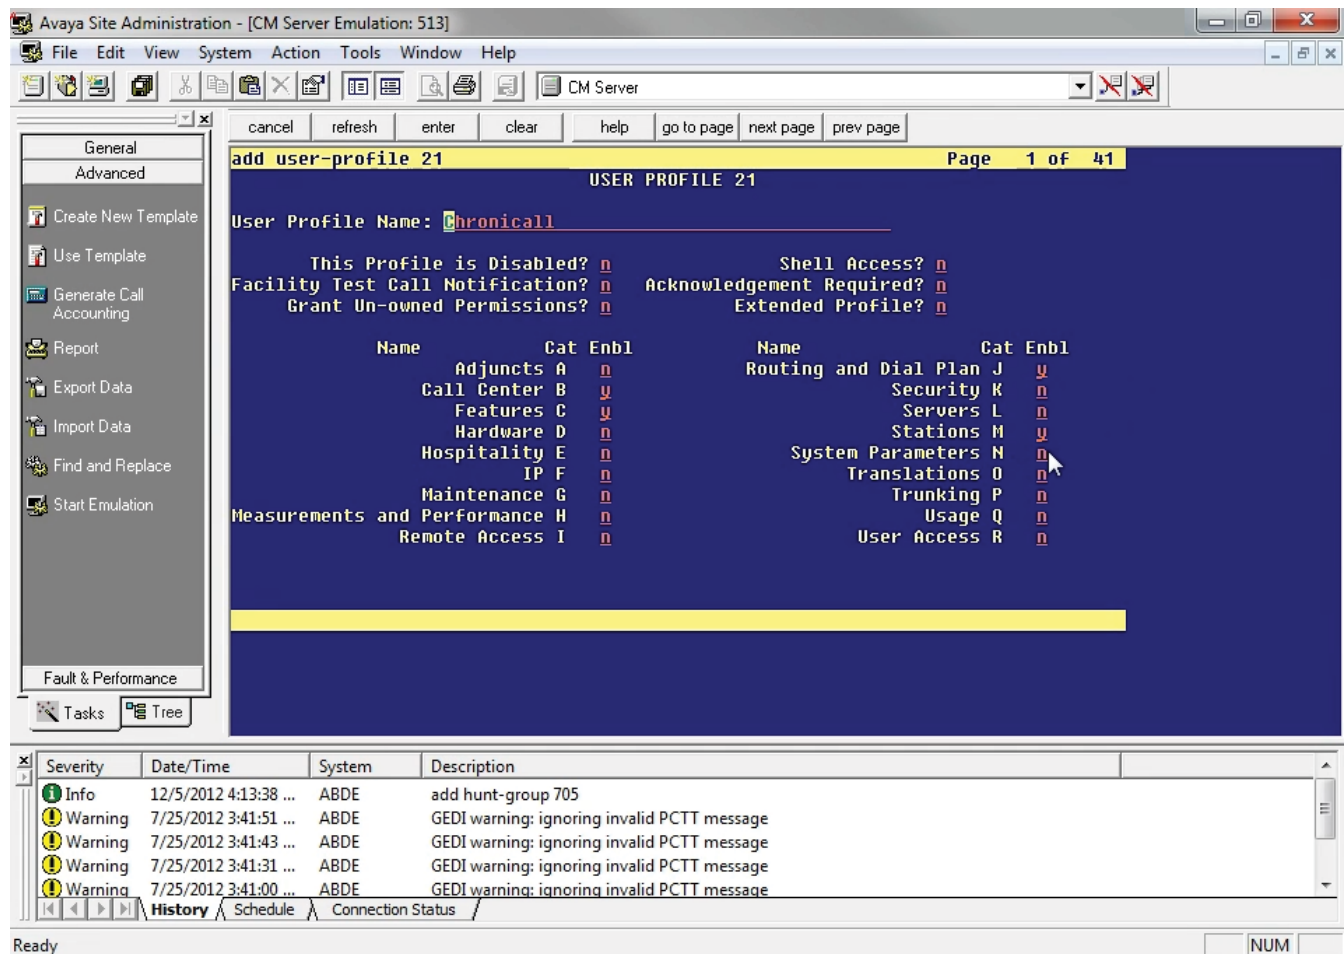 Avaya Site Administration - [CM Server Emulation: 513]
File Edit View System Action Tools Window Help
CM Server
cancel refresh enter clear help go to page next page prev page
General
Advanced
Create New Template
Use Template
Generate Call
Accounting
Report
Export Data
Import Data
Find and Replace
Start Emulation
Fault & Performance
Tasks Tree
add user-profile 21 Page 1 of 41
USER PROFILE 21
User Profile Name: Chronicall
This Profile is Disabled? n Shell Access? n
Facility Test Call Notification? n Acknowledgement Required? n
Grant Un-owned Permissions? n Extended Profile? n
Name Cat Enbl Name Cat Enbl
Adjuncts A n Routing and Dial Plan J y
Call Center B y Security K n
Features C y Servers L n
Hardware D n Stations M y
Hospitality E n System Parameters N n
IP F n Translations O n
Maintenance G n Trunking P n
Measurements and Performance H n Usage Q n
Remote Access I n User Access R n
Severity Date/Time System Description
Info 12/5/2012 4:13:38 ... ABDE add hunt-group 705
Warning 7/25/2012 3:41:51 ... ABDE GEDI warning: ignoring invalid PCTT message
Warning 7/25/2012 3:41:43 ... ABDE GEDI warning: ignoring invalid PCTT message
Warning 7/25/2012 3:41:31 ... ABDE GEDI warning: ignoring invalid PCTT message
Warning 7/25/2012 3:41:00 ... ABDE GEDI warning: ignoring invalid PCTT message
History Schedule Connection Status
Ready NUM